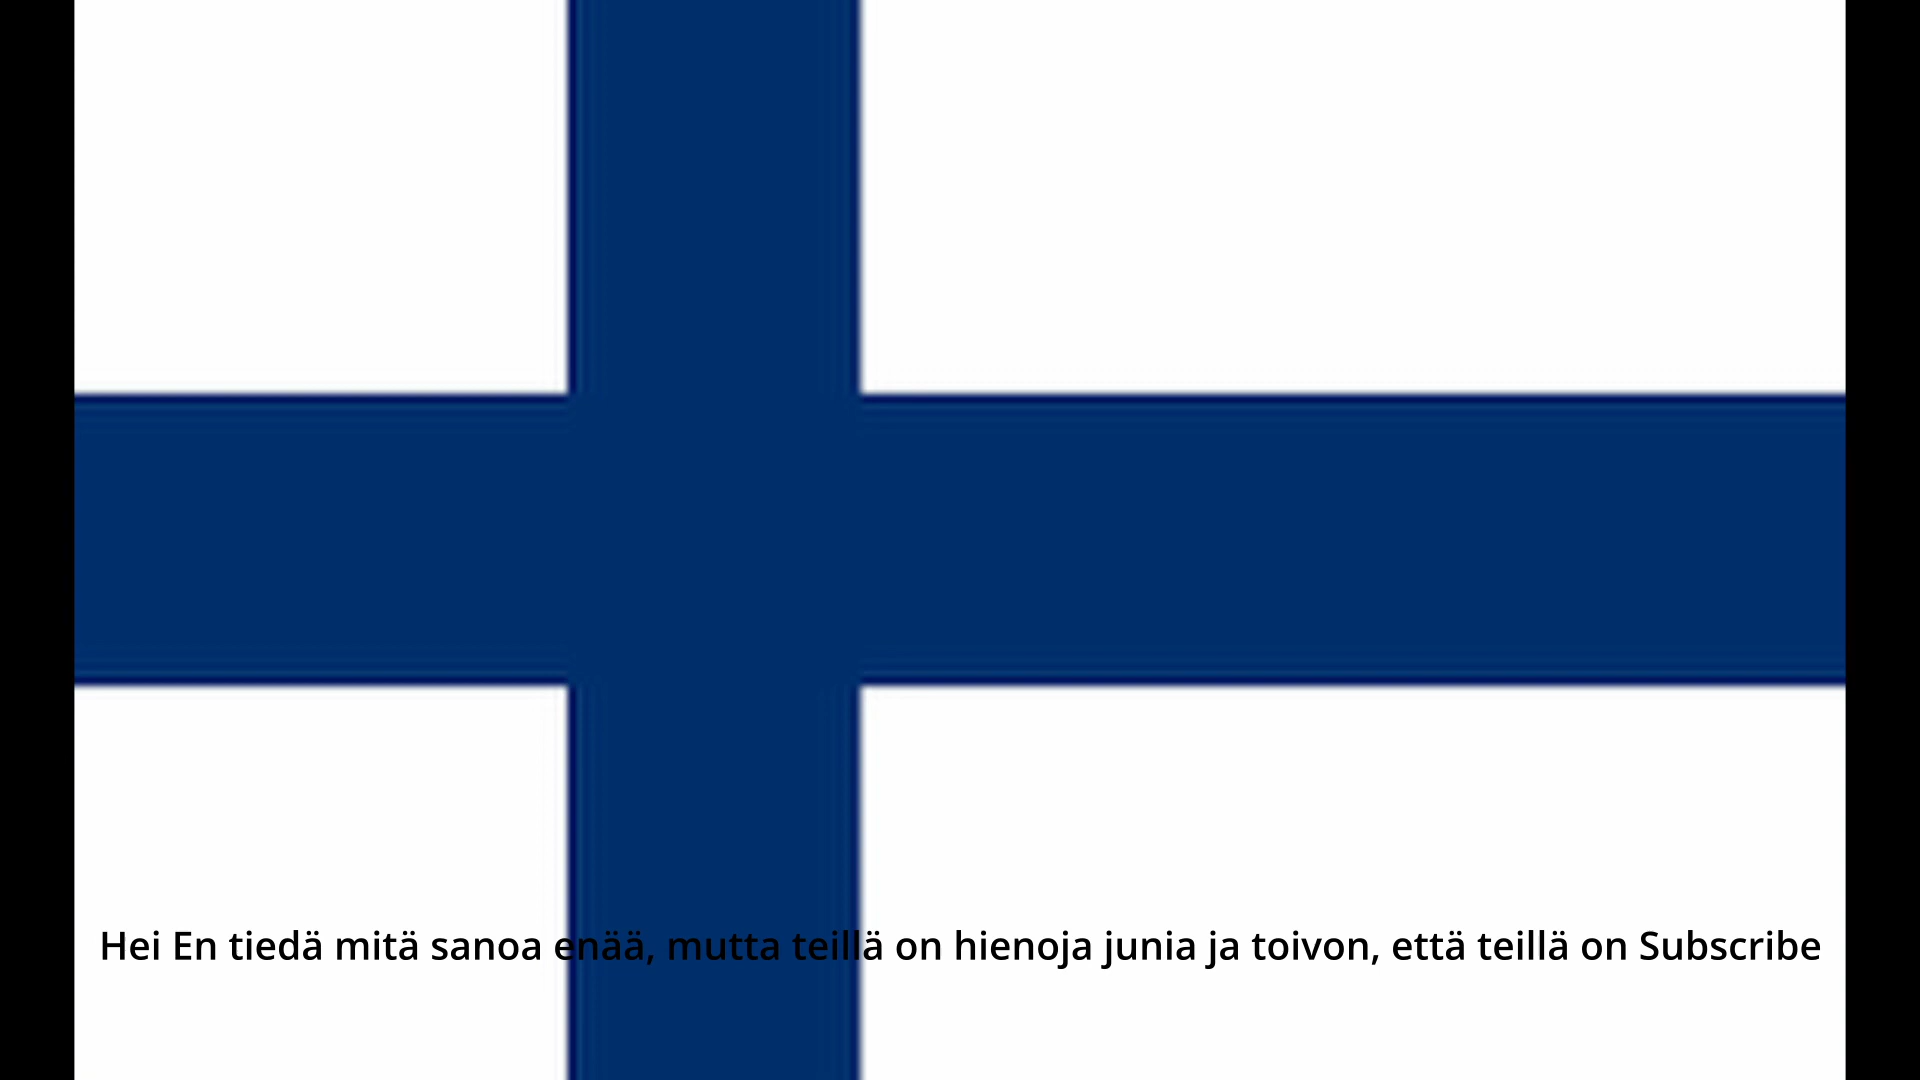 Hei En tiedä mitä sanoa enää, mutta teillä on hienoja junia ja toivon, että teillä on Subscribe